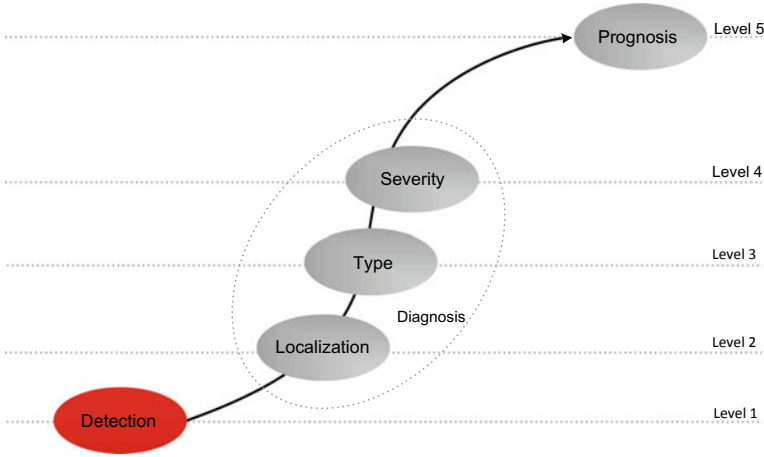 Prognosis
Level 5
Severity
Level 4
Type
Level 3
Diagnosis
Localization
Level 2
Detection
Level 1